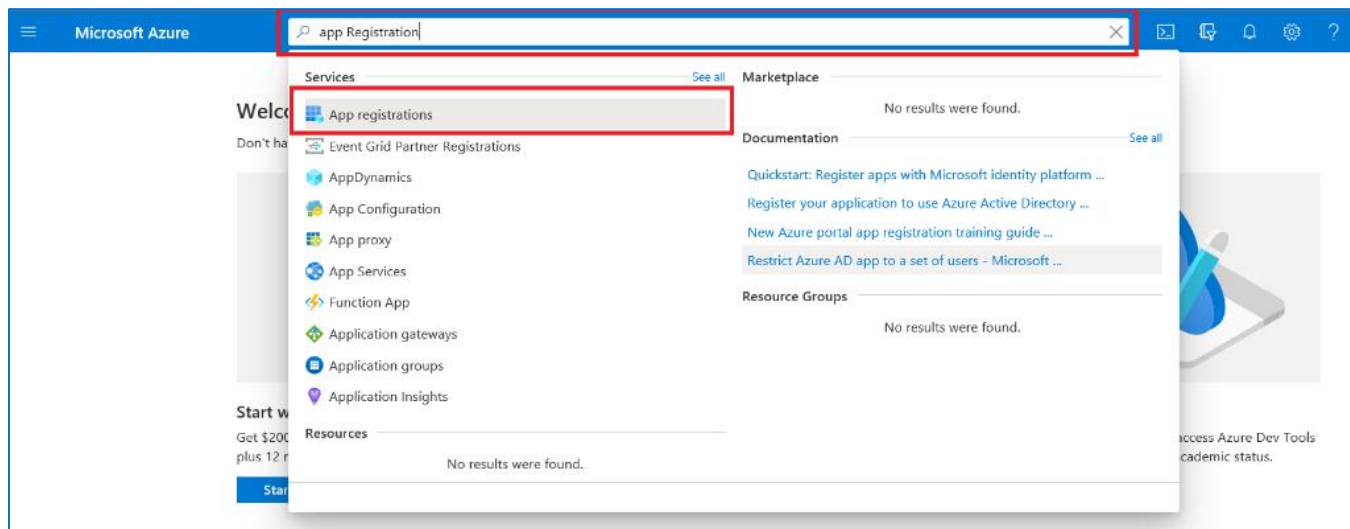 Microsoft Azure
app Registration
Services
See all
App registrations
Event Grid Partner Registrations
AppDynamics
App Configuration
App proxy
App Services
Function App
Application gateways
Application groups
Application Insights
Resources
No results were found.
Marketplace
No results were found.
Documentation
See all
Quickstart: Register apps with Microsoft identity platform ...
Register your application to use Azure Active Directory ...
New Azure portal app registration training guide ...
Restrict Azure AD app to a set of users - Microsoft ...
Resource Groups
No results were found.
Welc
Don't ha
Start w
Get $200
plus 12
Star
access Azure Dev Tools
cademic status.